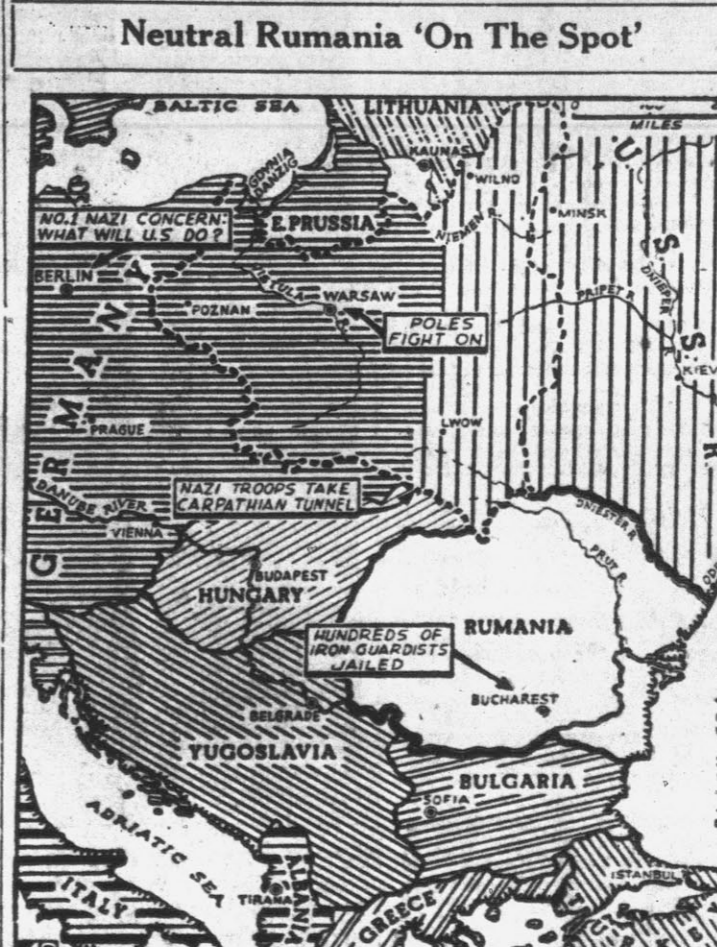 Neutral Rumania 'On The Spot'
BALTIC SEA
LITHUANIA
MILES
KAUNAS
WILNO
GDYNIA
DANZIG
E. PRUSSIA
NIEMEN R.
MINSK
U. S. S. R.
DNIEPER
NO.1 NAZI CONCERN:
WHAT WILL U.S. DO?
BERLIN
GERMANY
VISTULA R.
WARSAW
POZNAN
POLES
FIGHT ON
PRIPET R.
KIEV
PRAGUE
LWOW
NAZI TROOPS TAKE
CARPATHIAN TUNNEL
DANUBE RIVER
VIENNA
DNIESTER R.
PRUT R.
BUDAPEST
HUNGARY
RUMANIA
HUNDREDS OF
IRON GUARDISTS
JAILED
BUCHAREST
BELGRADE
YUGOSLAVIA
BULGARIA
SOFIA
ADRIATIC SEA
ITALY
TIRANA
ALBANIA
GREECE
ISTANBUL